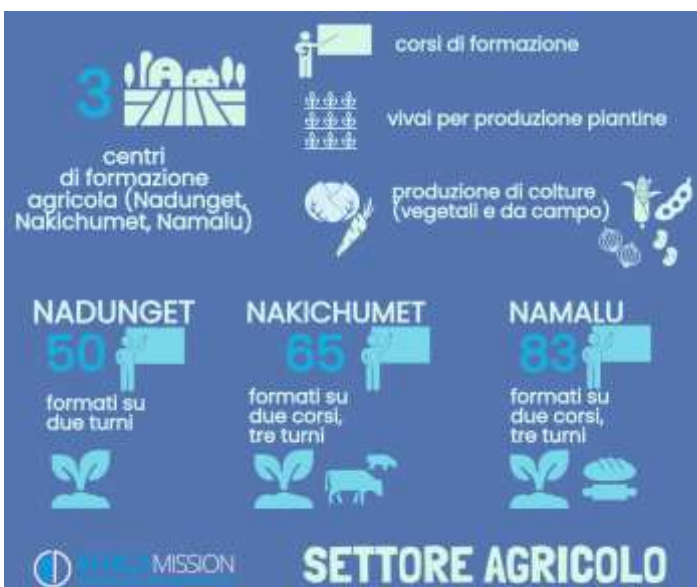 3
centri
di formazione
agricola (Nadunget,
Nakichumet, Namalu)
corsi di formazione
vivai per produzione piantine
produzione di colture
(vegetali e da campo)
NADUNGET
50
formati su
due turni
NAKICHUMET
65
formati su
due corsi,
tre turni
NAMALU
83
formati su
due corsi,
tre turni
MISSION
SETTORE AGRICOLO